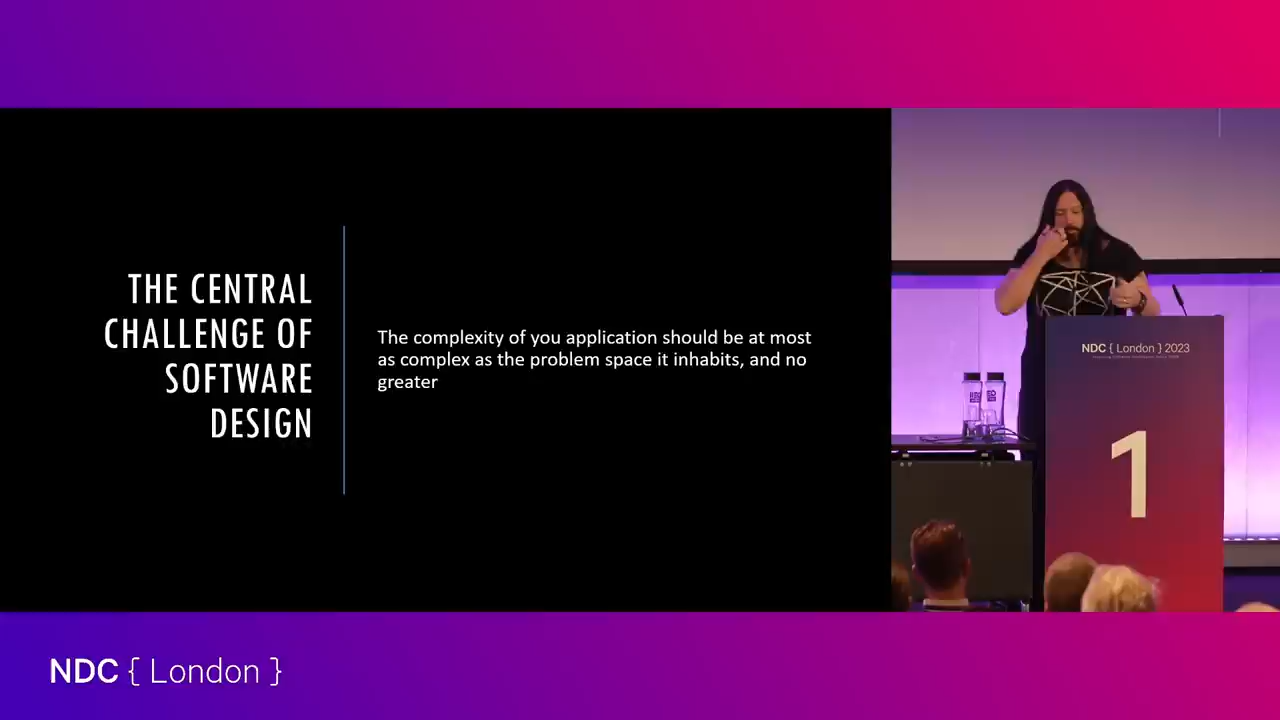 THE CENTRAL
CHALLENGE OF
SOFTWARE
DESIGN
The complexity of you application should be at most
as complex as the problem space it inhabits, and no
greater
NDC { London } 2023
1
NDC { London }